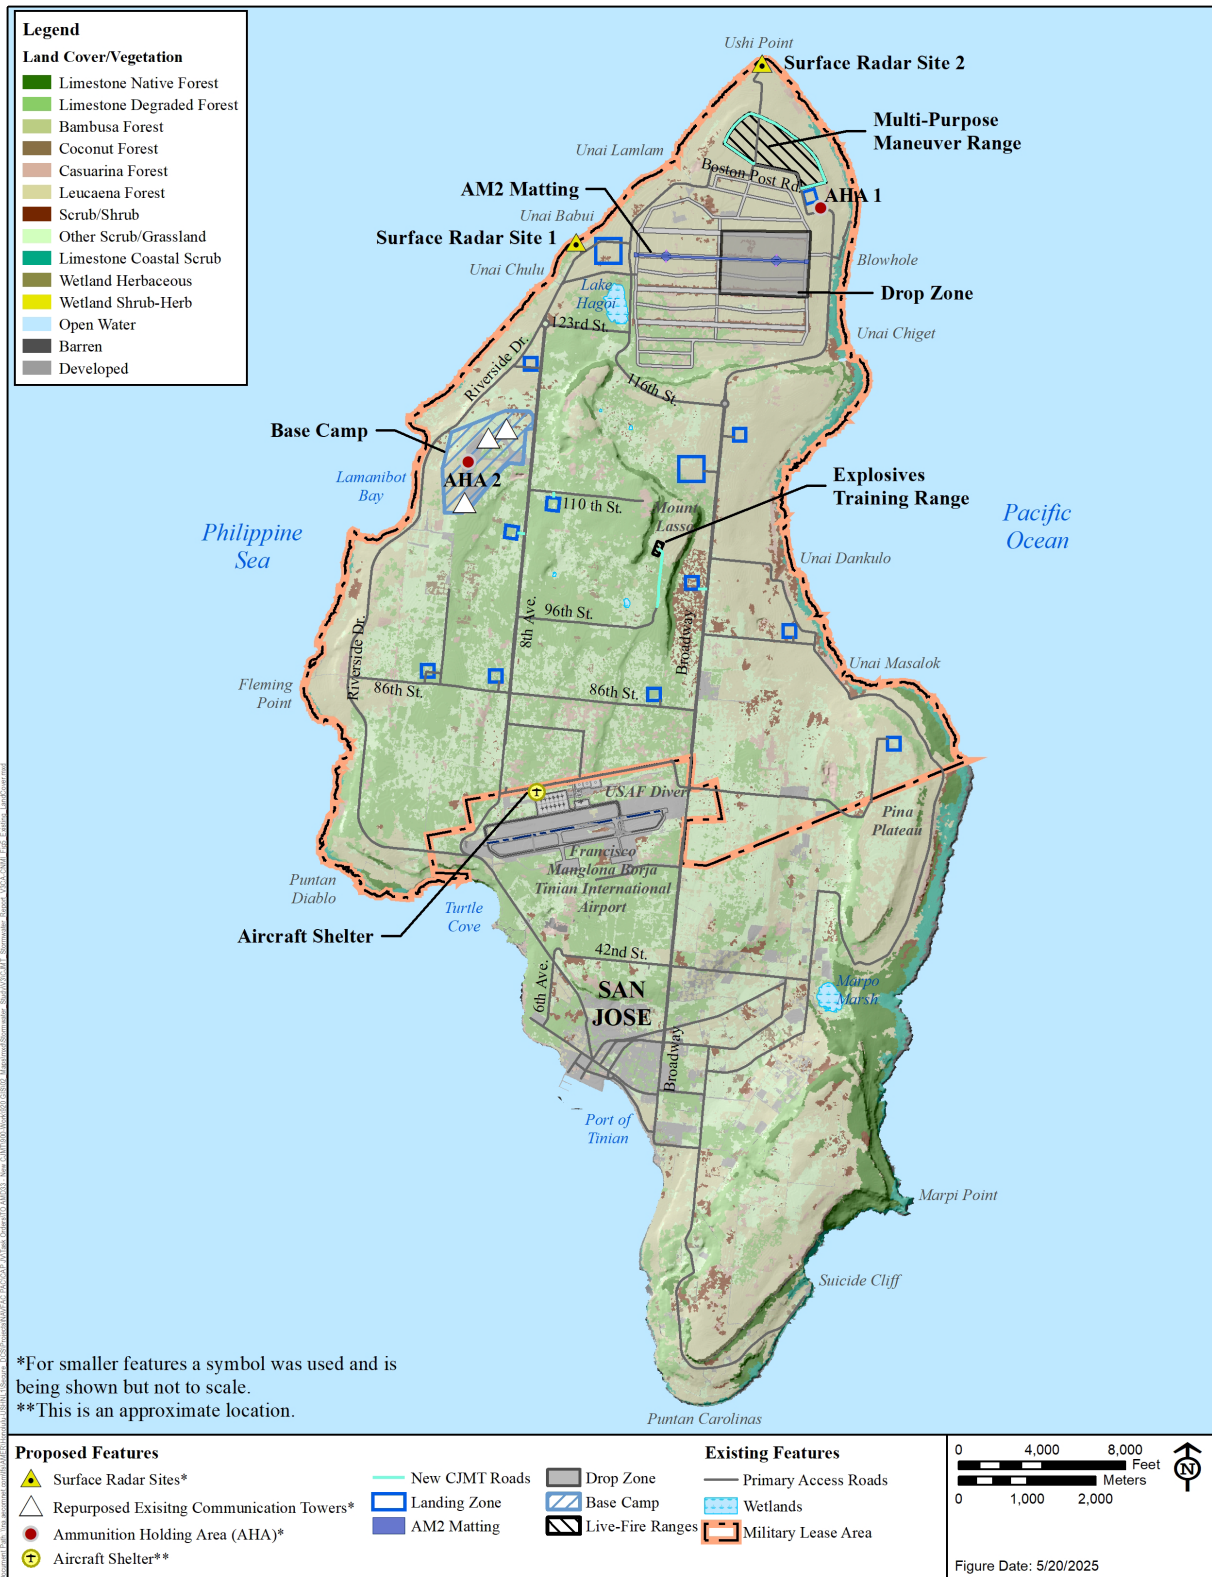 Legend
Land Cover/Vegetation
Limestone Native Forest
Limestone Degraded Forest
Bambusa Forest
Coconut Forest
Casuarina Forest
Leucaena Forest
Scrub/Shrub
Other Scrub/Grassland
Limestone Coastal Scrub
Wetland Herbaceous
Wetland Shrub-Herb
Open Water
Barren
Developed
Ushi Point
Surface Radar Site 2
Multi-Purpose
Maneuver Range
Unai Lamlam
Boston Post Rd.
AM2 Matting
AHA 1
Unai Babui
Surface Radar Site 1
Unai Chulu
Blowhole
Lake
Hagoi
Drop Zone
123rd St.
Unai Chiget
Riverside Dr.
116th St.
Base Camp
AHA 2
Lamanibot
Bay
Explosives
Training Range
110 th St.
Mount
Lasso
Philippine
Sea
Pacific
Ocean
Unai Dankulo
96th St.
8th Ave.
Broadway
Riverside Dr.
Unai Masalok
Fleming
Point
86th St.
86th St.
USAF Diver
Pina
Plateau
Francisco
Manglona Borja
Tinian International
Airport
Puntan
Diablo
Turtle
Cove
Aircraft Shelter
42nd St.
6th Ave.
SAN
JOSE
Marpo
Marsh
Broadway
Port of
Tinian
Marpi Point
Suicide Cliff
Puntan Carolinas
*For smaller features a symbol was used and is
being shown but not to scale.
**This is an approximate location.
Proposed Features
Surface Radar Sites*
Repurposed Exisitng Communication Towers*
Ammunition Holding Area (AHA)*
Aircraft Shelter**
New CJMT Roads
Landing Zone
AM2 Matting
Drop Zone
Base Camp
Live-Fire Ranges
Existing Features
Primary Access Roads
Wetlands
Military Lease Area
0 4,000 8,000
Feet
Meters
0 1,000 2,000
N
Figure Date: 5/20/2025